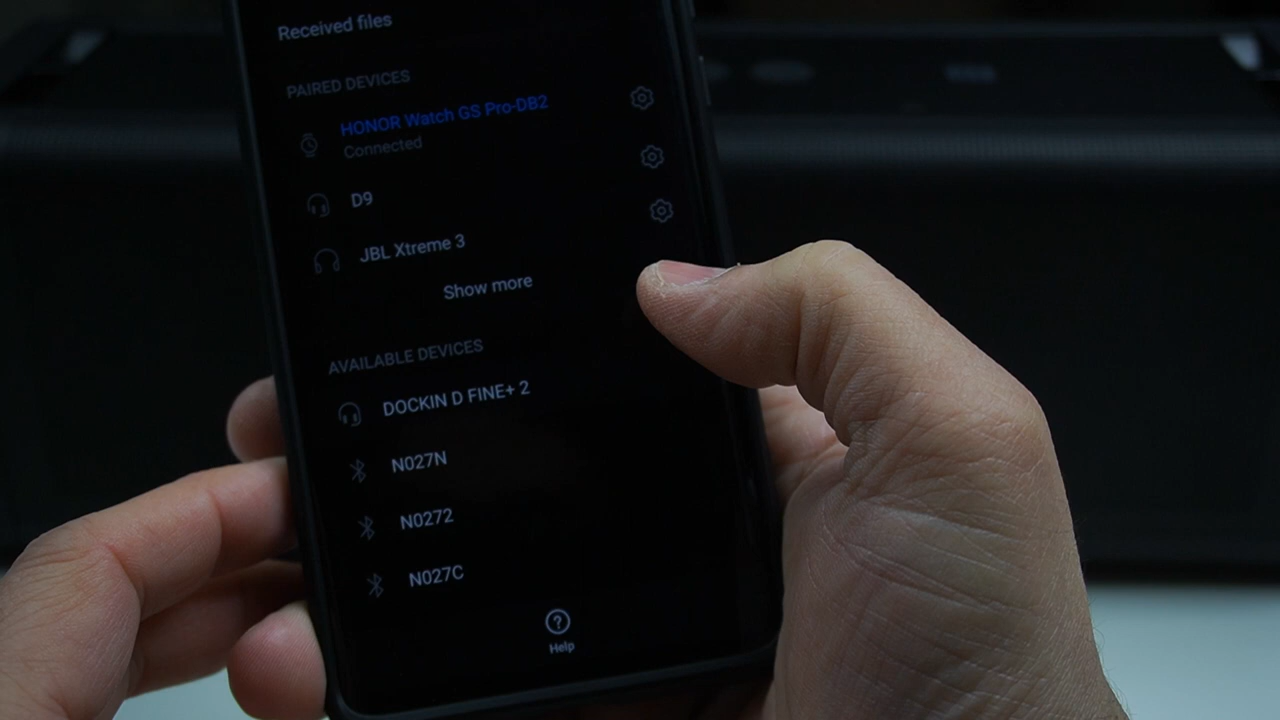 Received files
PAIRED DEVICES
HONOR Watch GS Pro-DB2
Connected
D9
JBL Xtreme 3
Show more
AVAILABLE DEVICES
DOCKIN D FINE+ 2
N027N
N0272
N027C
?
Help